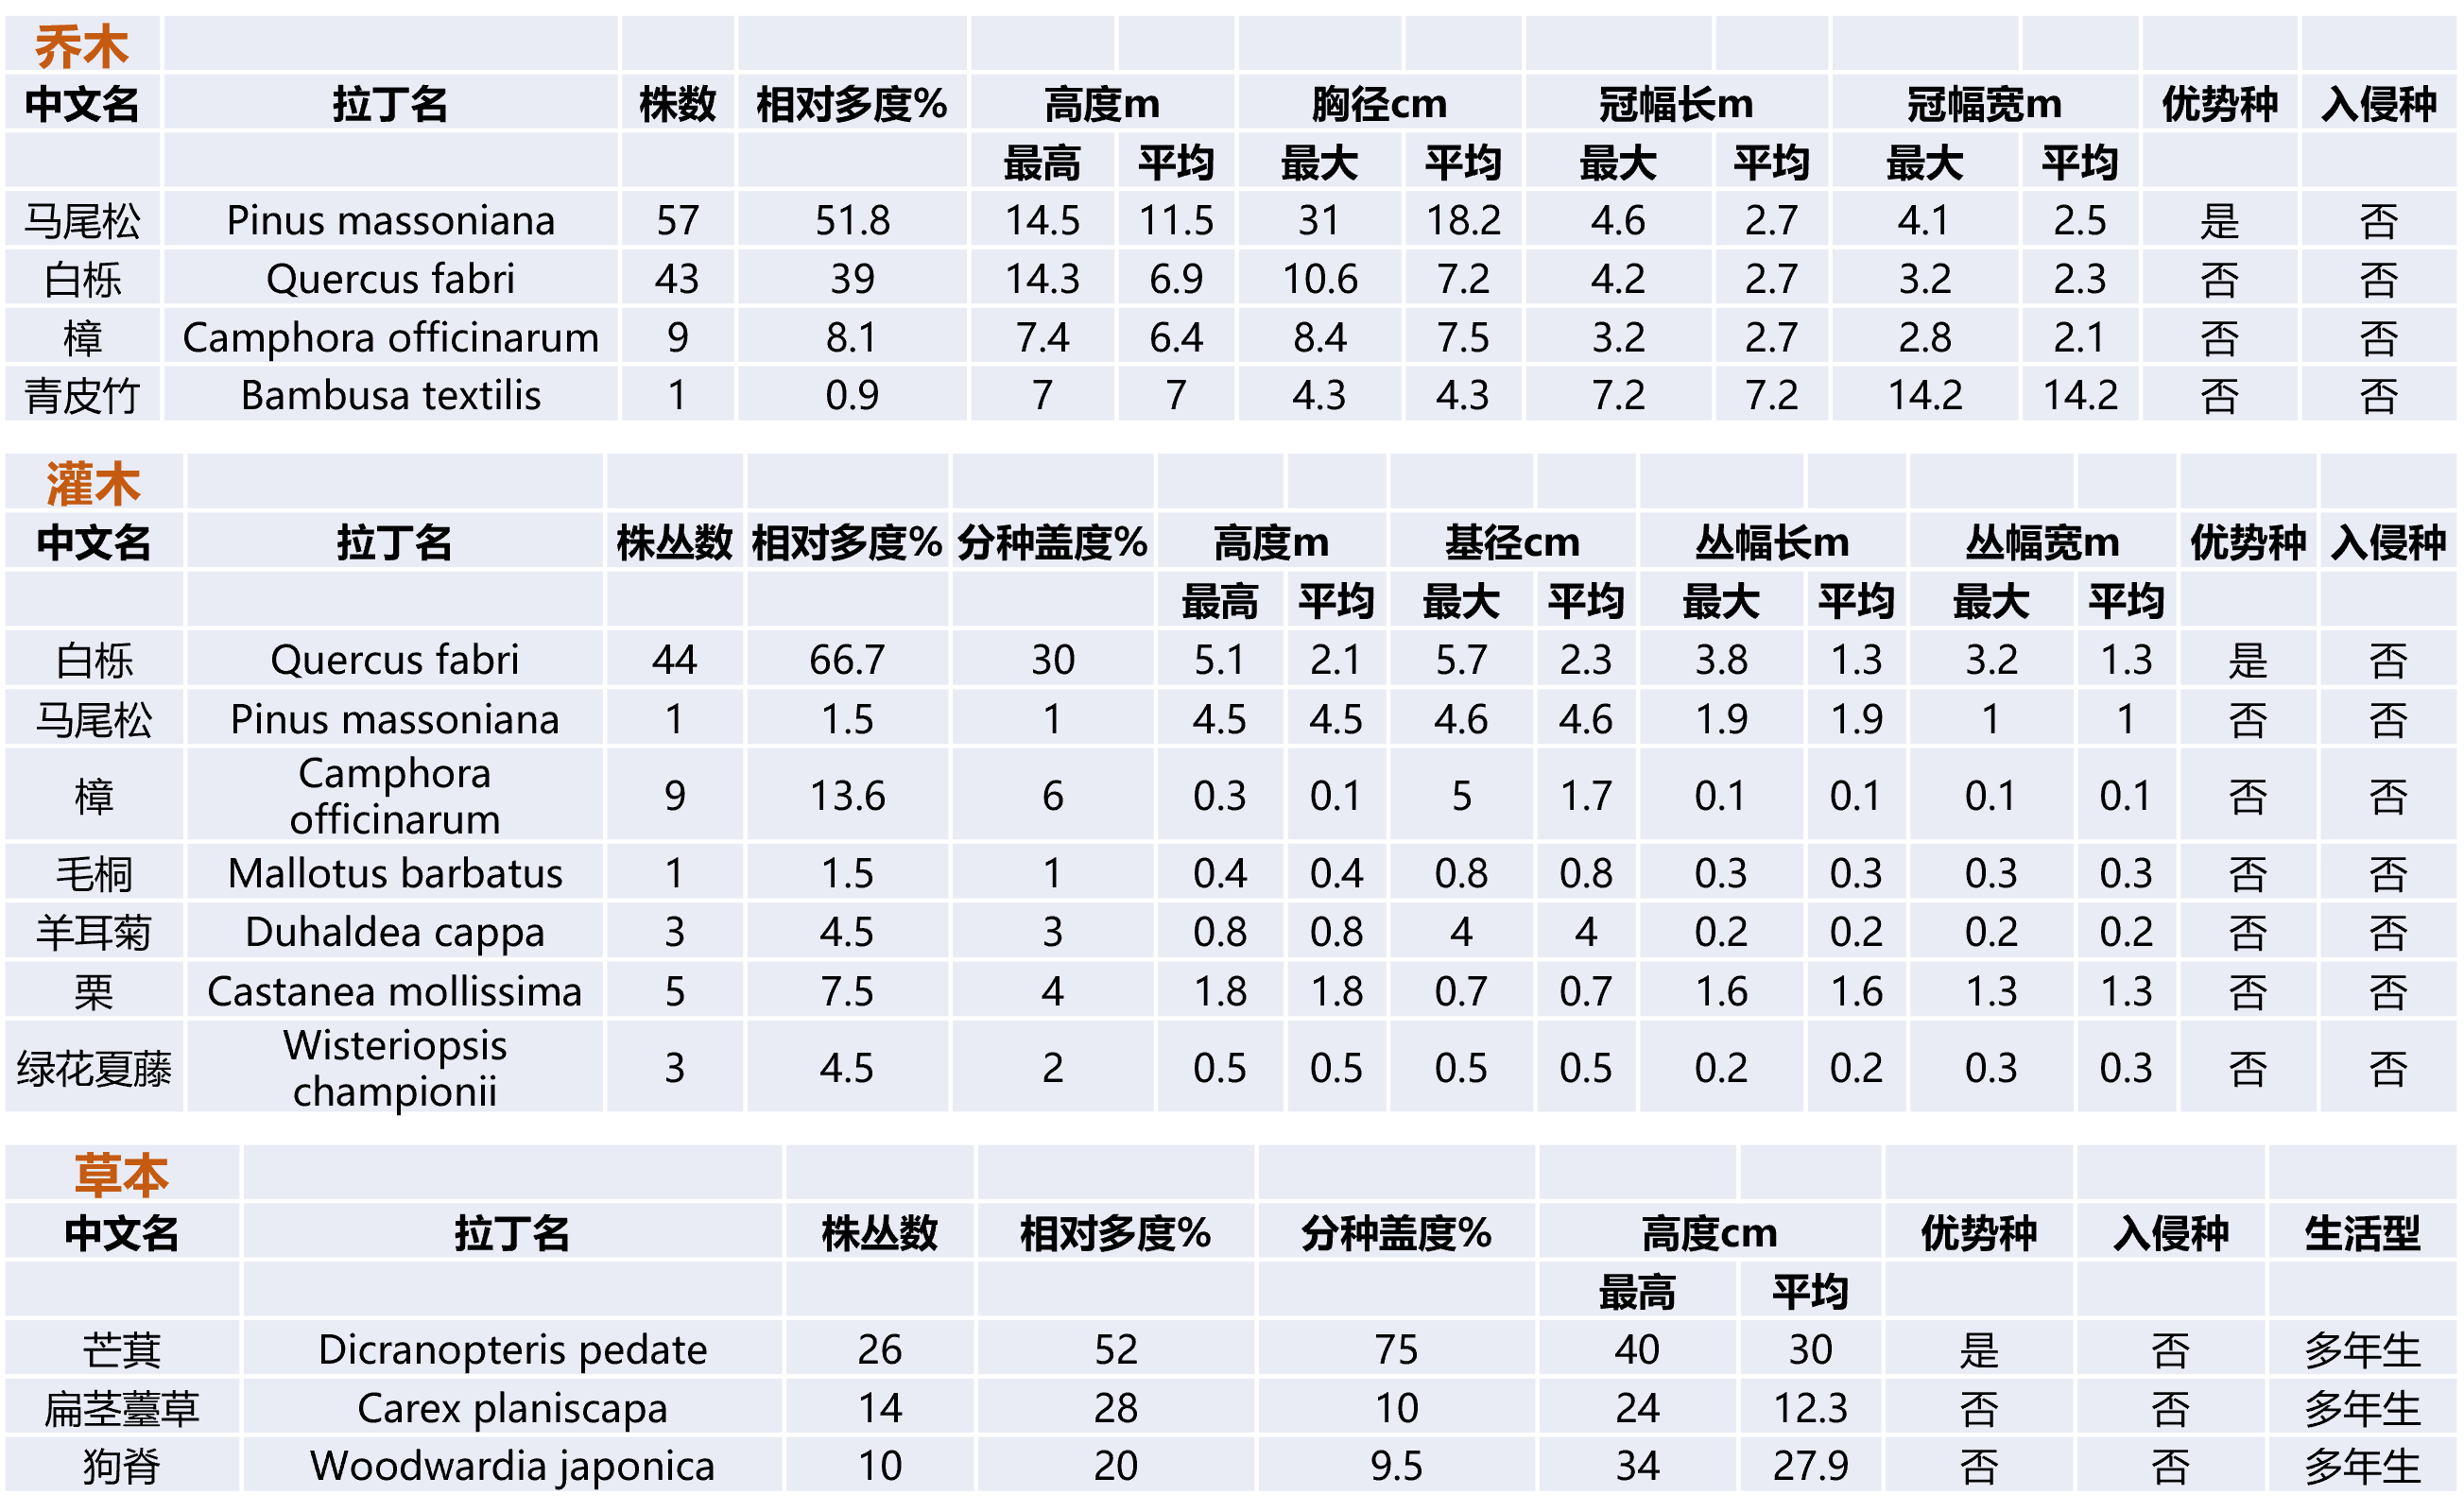 乔木
中文名 拉丁名 株数 相对多度% 高度m 胸径cm 冠幅长m 冠幅宽m 优势种 入侵种
最高 平均 最大 平均 最大 平均 最大 平均
马尾松 Pinus massoniana 57 51.8 14.5 11.5 31 18.2 4.6 2.7 4.1 2.5 是 否
白栎 Quercus fabri 43 39 14.3 6.9 10.6 7.2 4.2 2.7 3.2 2.3 否 否
樟 Camphora officinarum 9 8.1 7.4 6.4 8.4 7.5 3.2 2.7 2.8 2.1 否 否
青皮竹 Bambusa textilis 1 0.9 7 7 4.3 4.3 7.2 7.2 14.2 14.2 否 否
灌木
中文名 拉丁名 株丛数 相对多度% 分种盖度% 高度m 基径cm 丛幅长m 丛幅宽m 优势种 入侵种
最高 平均 最大 平均 最大 平均 最大 平均
白栎 Quercus fabri 44 66.7 30 5.1 2.1 5.7 2.3 3.8 1.3 3.2 1.3 是 否
马尾松 Pinus massoniana 1 1.5 1 4.5 4.5 4.6 4.6 1.9 1.9 1 1 否 否
樟 Camphora
officinarum 9 13.6 6 0.3 0.1 5 1.7 0.1 0.1 0.1 0.1 否 否
毛桐 Mallotus barbatus 1 1.5 1 0.4 0.4 0.8 0.8 0.3 0.3 0.3 0.3 否 否
羊耳菊 Duhaldea cappa 3 4.5 3 0.8 0.8 4 4 0.2 0.2 0.2 0.2 否 否
栗 Castanea mollissima 5 7.5 4 1.8 1.8 0.7 0.7 1.6 1.6 1.3 1.3 否 否
绿花夏藤 Wisteriopsis
championii 3 4.5 2 0.5 0.5 0.5 0.5 0.2 0.2 0.3 0.3 否 否
草本
中文名 拉丁名 株丛数 相对多度% 分种盖度% 高度cm 优势种 入侵种 生活型
最高 平均
芒萁 Dicranopteris pedate 26 52 75 40 30 是 否 多年生
扁茎薹草 Carex planiscapa 14 28 10 24 12.3 否 否 多年生
狗脊 Woodwardia japonica 10 20 9.5 34 27.9 否 否 多年生